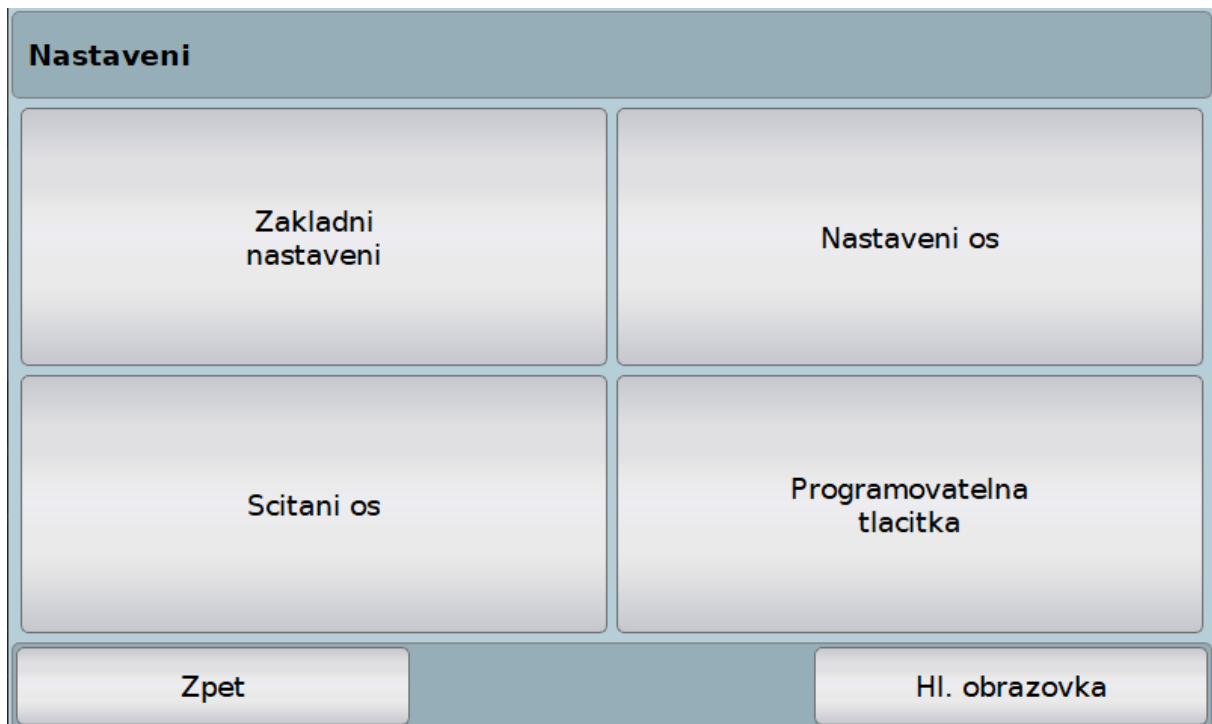 Nastaveni
Zakladni
nastaveni
Nastaveni os
Scitani os
Programovatelna
tlacitka
Zpet
Hl. obrazovka